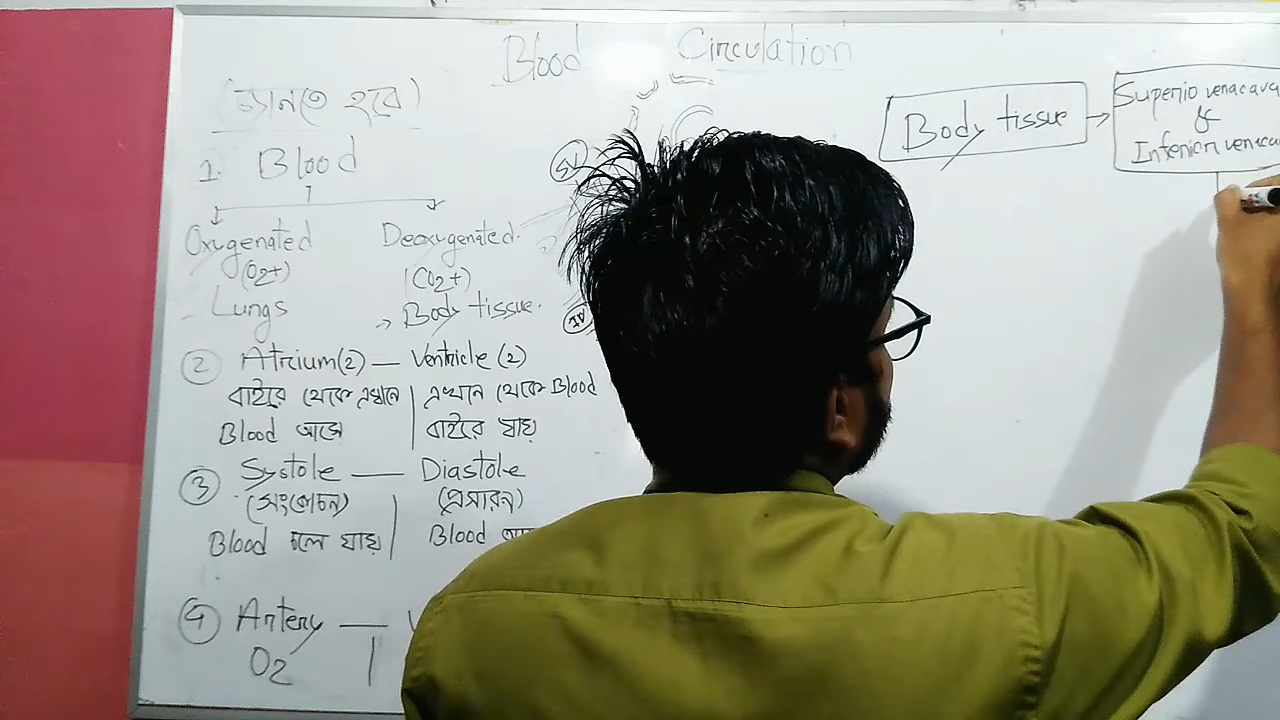 Blood Circulation
(জানতে হবে)
1. Blood
Oxygenated Deoxygenated.
(O2+) (CO2+)
Lungs → Body tissue.
2 Atrium(2) — Ventricle (2)
বাইরে থেকে এখানে | এখান থেকে Blood
Blood আসে | বাইরে যায়
3 Systole — Diastole
(সংকোচন) (প্রসারন)
Blood চলে যায় | Blood
4 Artery —
O2
Body tissue →
Superio venacava
&
Inferior venaca